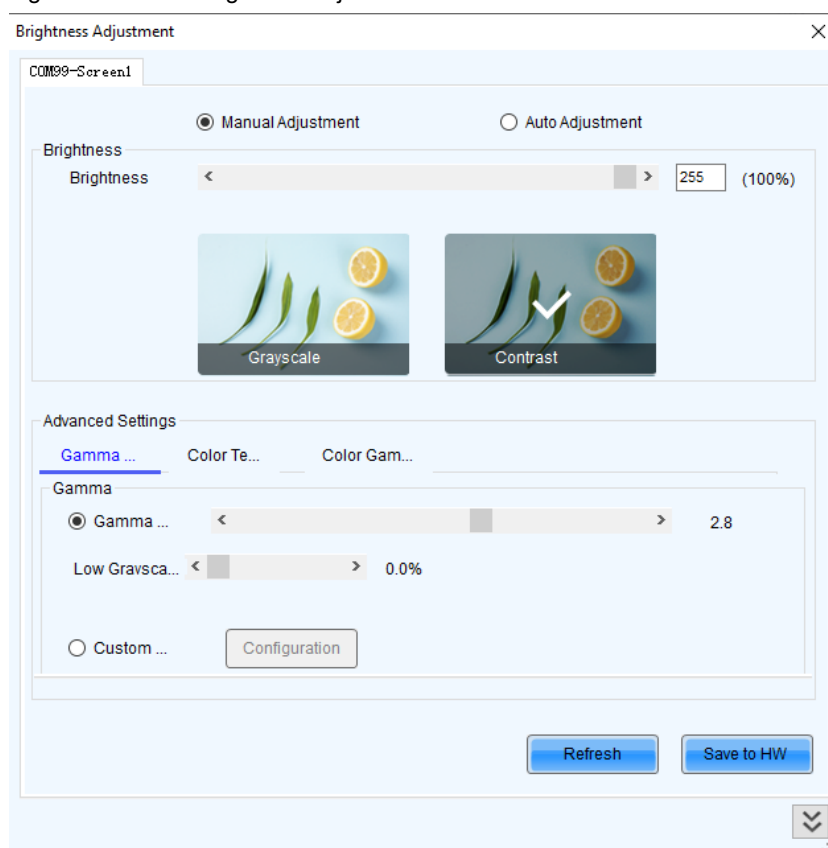 Brightness Adjustment
COM99-Screen1
Manual Adjustment Auto Adjustment
Brightness
Brightness 255 (100%)
Grayscale Contrast
Advanced Settings
Gamma ... Color Te... Color Gam...
Gamma
Gamma ... 2.8
Low Graysca... 0.0%
Custom ... Configuration
Refresh Save to HW